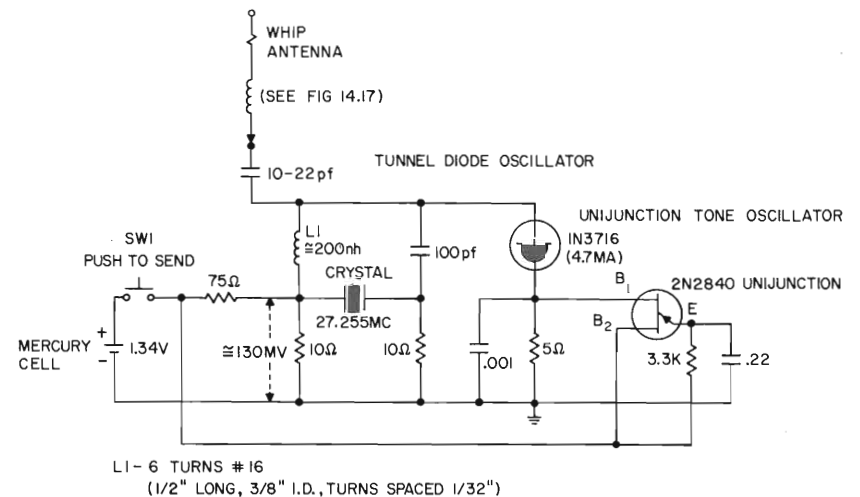 WHIP
ANTENNA
(SEE FIG 14.17)
10-22pf
TUNNEL DIODE OSCILLATOR
UNIJUNCTION TONE OSCILLATOR
SW1
PUSH TO SEND
L1
≅200nh
100pf
1N3716
(4.7MA)
75Ω
CRYSTAL
27.255MC
B1
2N2840 UNIJUNCTION
B2
E
+
MERCURY
CELL
-
1.34V
≅130MV
10Ω
10Ω
.001
5Ω
3.3K
.22
L1- 6 TURNS #16
(1/2" LONG, 3/8" I.D., TURNS SPACED 1/32")